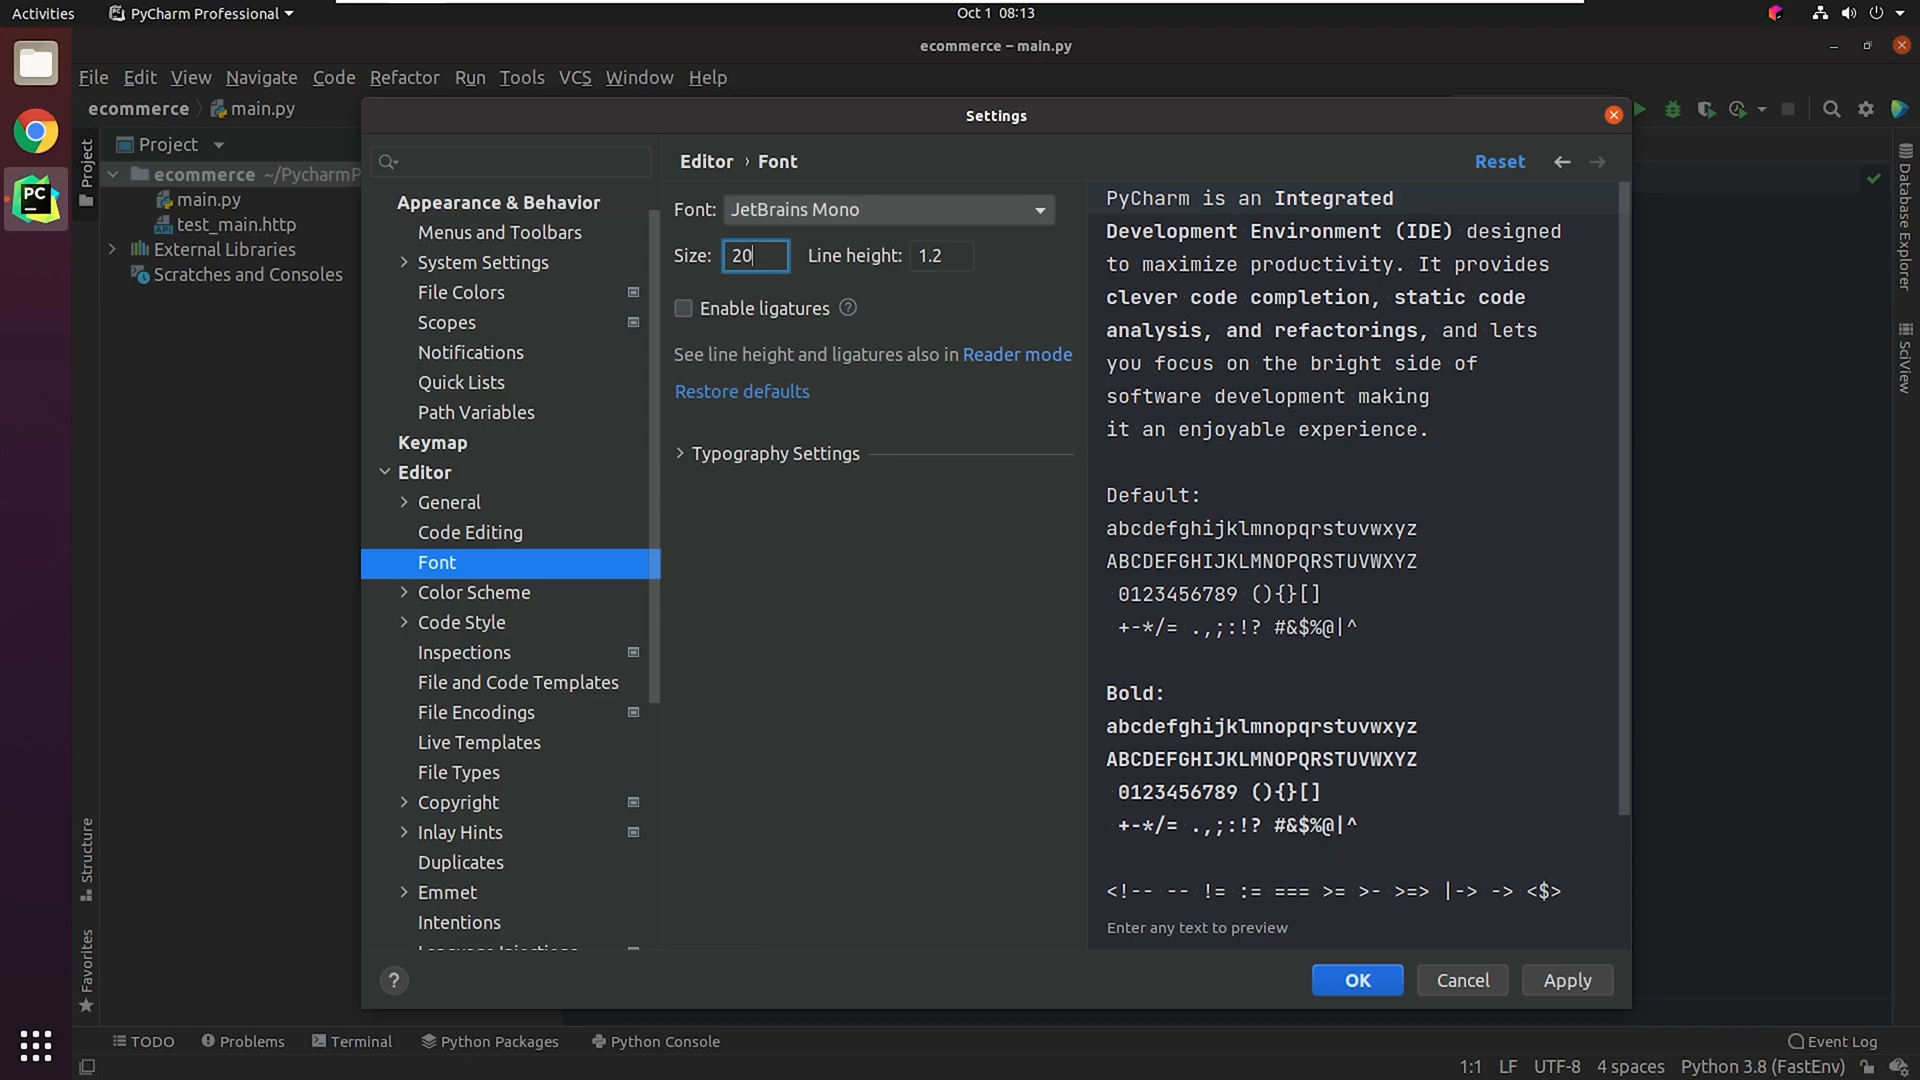 Activities
PyCharm Professional
Oct 1 08:13
ecommerce – main.py
File Edit View Navigate Code Refactor Run Tools VCS Window Help
ecommerce main.py
Settings
Project
Project
ecommerce ~/PycharmP
main.py
API
test_main.http
External Libraries
Scratches and Consoles
PC
Structure
Favorites
Appearance & Behavior
Menus and Toolbars
System Settings
File Colors
Scopes
Notifications
Quick Lists
Path Variables
Keymap
Editor
General
Code Editing
Font
Color Scheme
Code Style
Inspections
File and Code Templates
File Encodings
Live Templates
File Types
Copyright
Inlay Hints
Duplicates
Emmet
Intentions
Language Injections
Editor › Font
Reset
Font: JetBrains Mono
Size: 20 Line height: 1.2
Enable ligatures ?
See line height and ligatures also in Reader mode
Restore defaults
Typography Settings
PyCharm is an Integrated
Development Environment (IDE) designed
to maximize productivity. It provides
clever code completion, static code
analysis, and refactorings, and lets
you focus on the bright side of
software development making
it an enjoyable experience.
Default:
abcdefghijklmnopqrstuvwxyz
ABCDEFGHIJKLMNOPQRSTUVWXYZ
0123456789 (){}[]
+-*/= .,;:!? #&$%@|^
Bold:
abcdefghijklmnopqrstuvwxyz
ABCDEFGHIJKLMNOPQRSTUVWXYZ
0123456789 (){}[]
+-*/= .,;:!? #&$%@|^
<!-- -- != := === >= >- >=> |-> -> <$>
Enter any text to preview
?
OK Cancel Apply
Database Explorer
SciView
TODO Problems Terminal Python Packages Python Console
Event Log
1:1 LF UTF-8 4 spaces Python 3.8 (FastEnv)